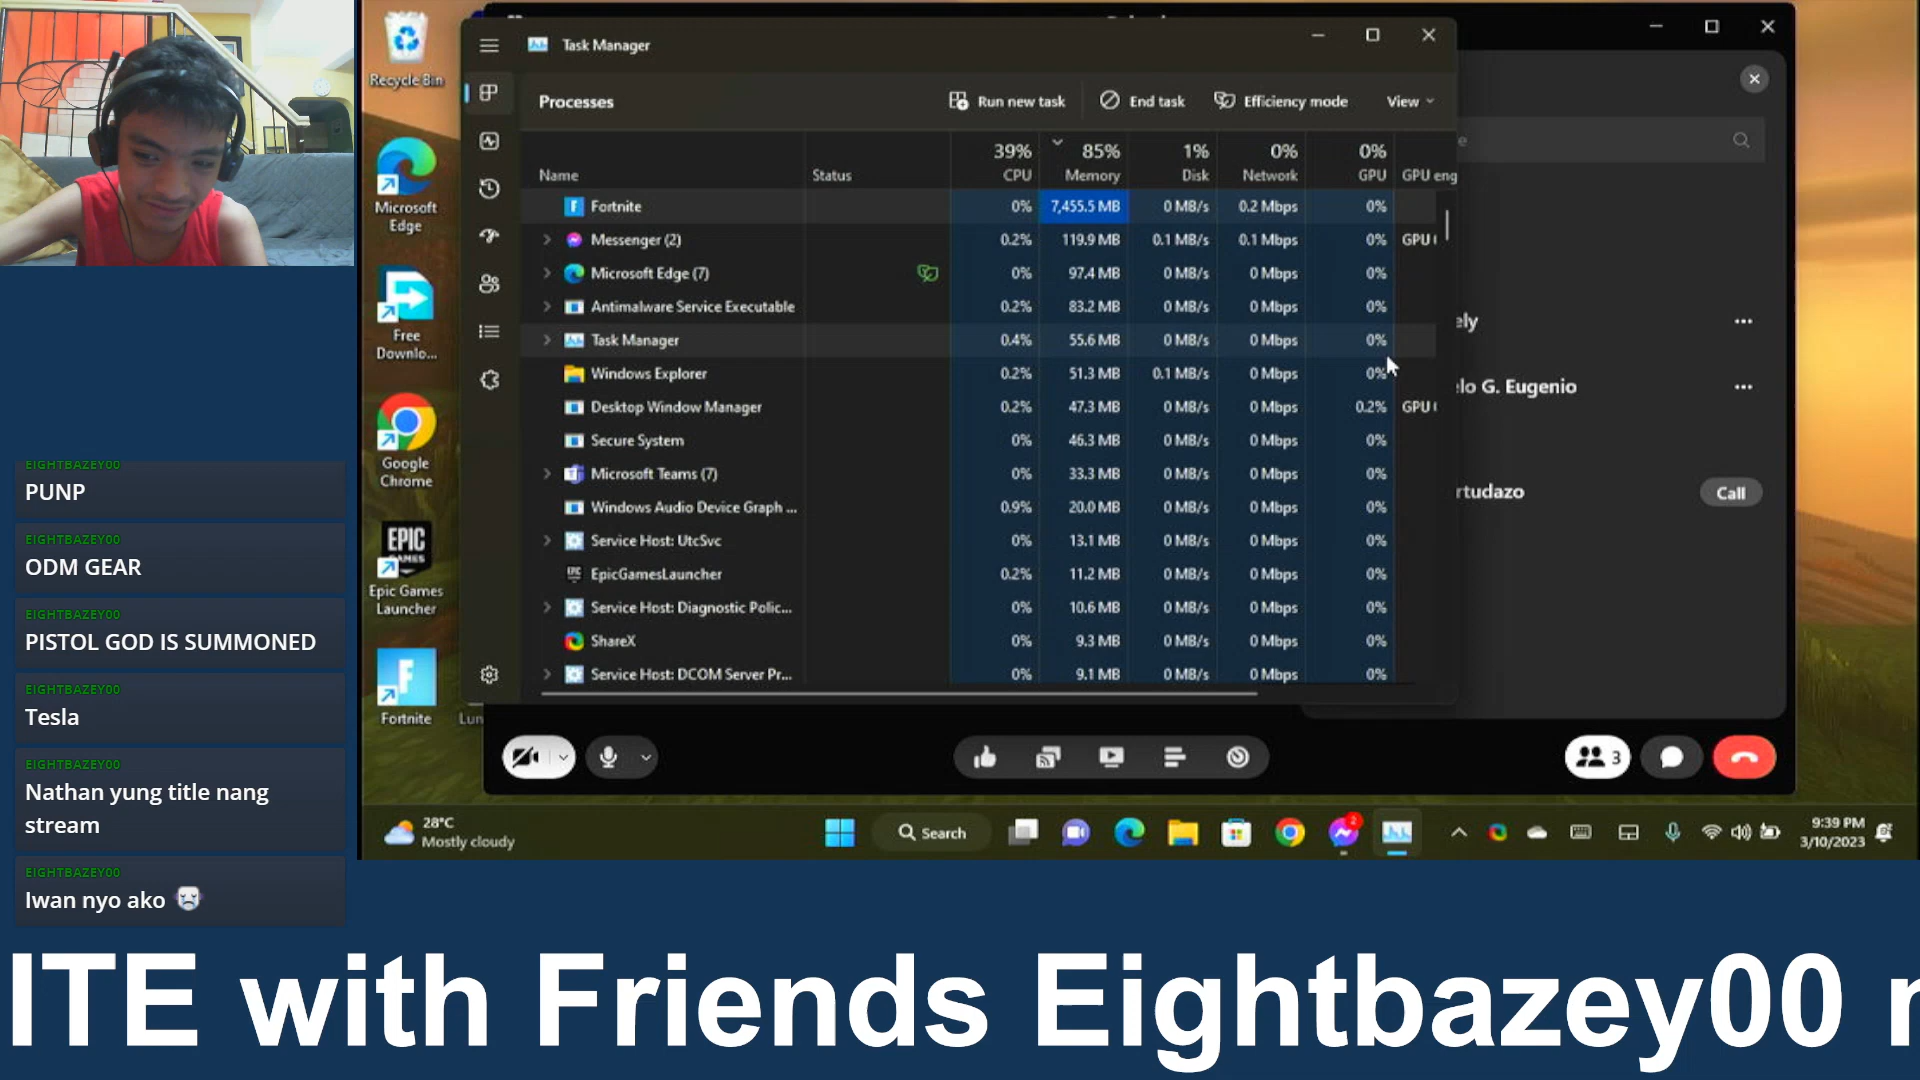 Recycle Bin
Microsoft
Edge
Free
Downlo...
Google
Chrome
EPIC
GAMES
Epic Games
Launcher
Fortnite
Lun
Task Manager
Processes
Run new task
End task
Efficiency mode
View
39% 85% 1% 0% 0%
Name Status CPU Memory Disk Network GPU GPU eng
Fortnite 0% 7,455.5 MB 0 MB/s 0.2 Mbps 0%
Messenger (2) 0.2% 119.9 MB 0.1 MB/s 0.1 Mbps 0% GPU
Microsoft Edge (7) 0% 97.4 MB 0 MB/s 0 Mbps 0%
Antimalware Service Executable 0.2% 83.2 MB 0 MB/s 0 Mbps 0%
Task Manager 0.4% 55.6 MB 0 MB/s 0 Mbps 0%
Windows Explorer 0.2% 51.3 MB 0.1 MB/s 0 Mbps 0%
Desktop Window Manager 0.2% 47.3 MB 0 MB/s 0 Mbps 0.2% GPU
Secure System 0% 46.3 MB 0 MB/s 0 Mbps 0%
Microsoft Teams (7) 0% 33.3 MB 0 MB/s 0 Mbps 0%
Windows Audio Device Graph ... 0.9% 20.0 MB 0 MB/s 0 Mbps 0%
Service Host: UtcSvc 0% 13.1 MB 0 MB/s 0 Mbps 0%
EpicGamesLauncher 0.2% 11.2 MB 0 MB/s 0 Mbps 0%
Service Host: Diagnostic Polic... 0% 10.6 MB 0 MB/s 0 Mbps 0%
ShareX 0% 9.3 MB 0 MB/s 0 Mbps 0%
Service Host: DCOM Server Pr... 0% 9.1 MB 0 MB/s 0 Mbps 0%
e
ely
lo G. Eugenio
rtudazo
Call
3
28°C
Mostly cloudy
Search
2
9:39 PM
3/10/2023
EIGHTBAZEY00
PUNP
EIGHTBAZEY00
ODM GEAR
EIGHTBAZEY00
PISTOL GOD IS SUMMONED
EIGHTBAZEY00
Tesla
EIGHTBAZEY00
Nathan yung title nang
stream
EIGHTBAZEY00
Iwan nyo ako
ITE with Friends Eightbazey00